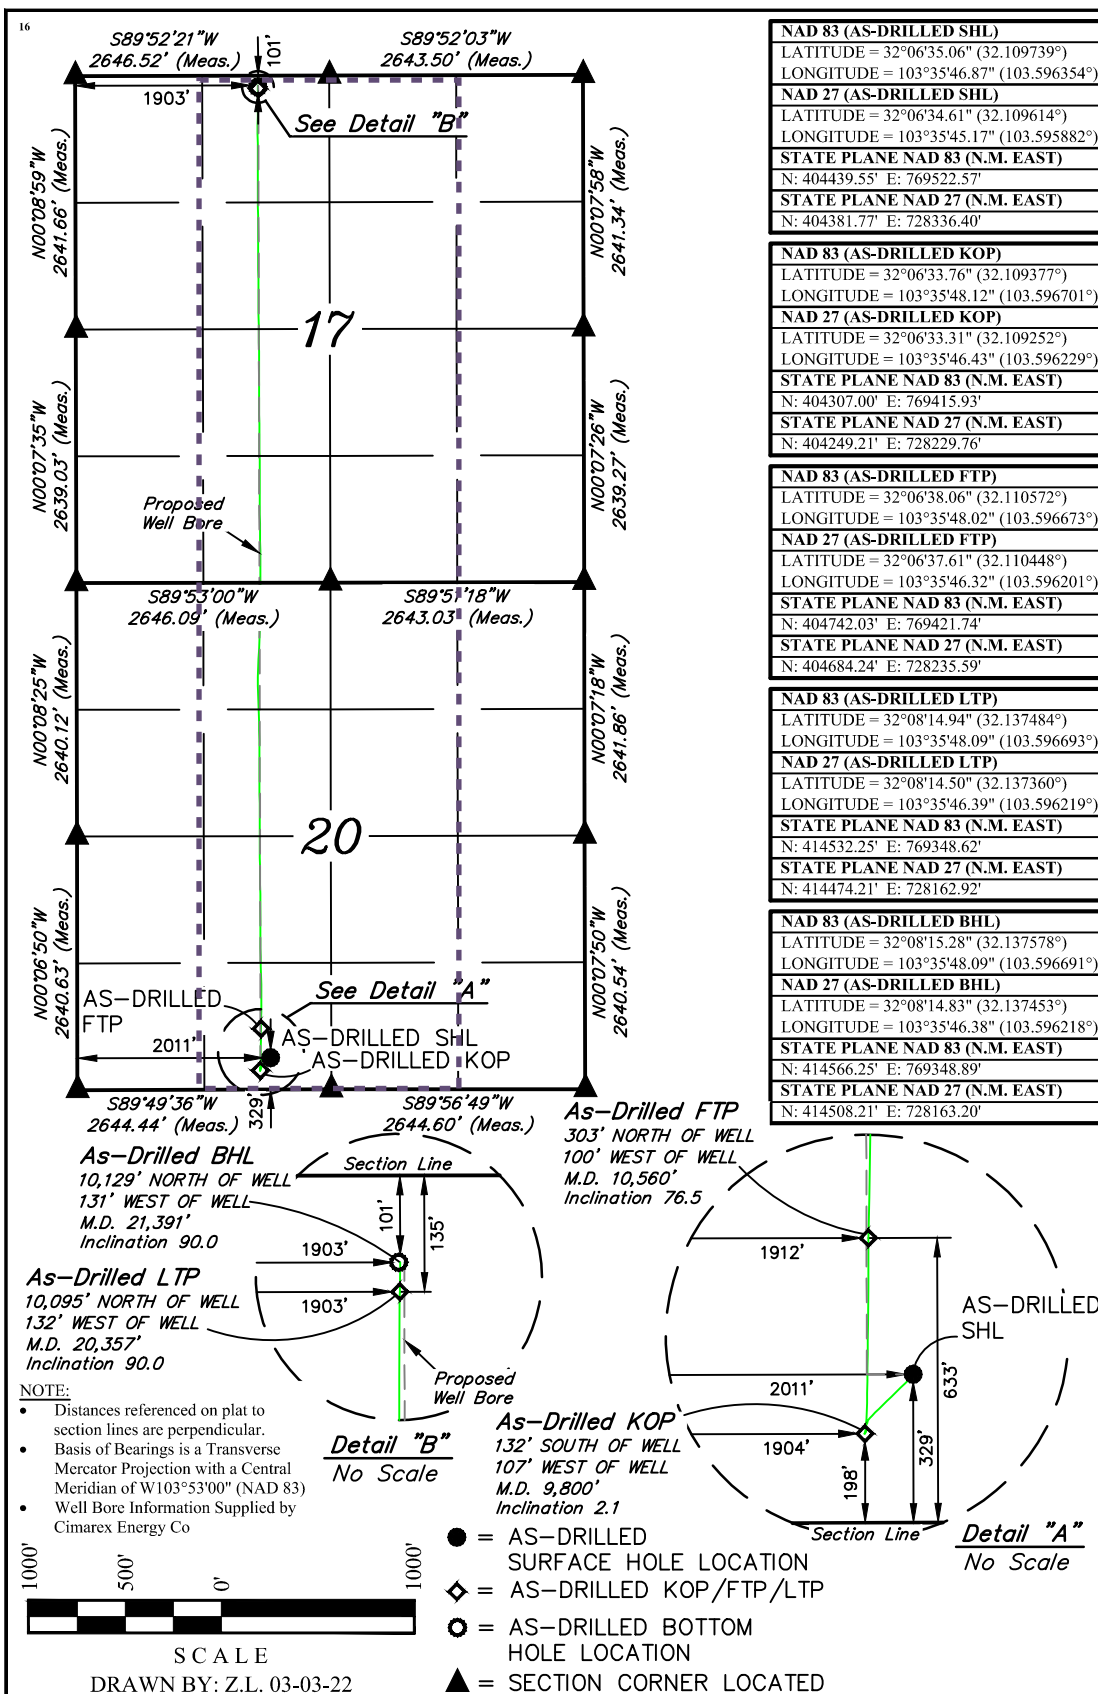 16
S89°52'21"W
2646.52' (Meas.)
101'
S89°52'03"W
2643.50' (Meas.)
1903'
See Detail "B"
N00°08'59"W
2641.66' (Meas.)
N00°07'58"W
2641.34' (Meas.)
17
N00°07'35"W
2639.03' (Meas.)
N00°07'26"W
2639.27' (Meas.)
Proposed
Well Bore
S89°53'00"W
2646.09' (Meas.)
S89°51'18"W
2643.03' (Meas.)
N00°08'25"W
2640.12' (Meas.)
N00°07'18"W
2641.86' (Meas.)
20
N00°06'50"W
2640.63' (Meas.)
N00°07'50"W
2640.54' (Meas.)
AS-DRILLED
FTP
See Detail "A"
2011'
AS-DRILLED SHL
AS-DRILLED KOP
S89°49'36"W
2644.44' (Meas.)
329'
S89°56'49"W
2644.60' (Meas.)
NAD 83 (AS-DRILLED SHL)
LATITUDE = 32°06'35.06" (32.109739°)
LONGITUDE = 103°35'46.87" (103.596354°)
NAD 27 (AS-DRILLED SHL)
LATITUDE = 32°06'34.61" (32.109614°)
LONGITUDE = 103°35'45.17" (103.595882°)
STATE PLANE NAD 83 (N.M. EAST)
N: 404439.55' E: 769522.57'
STATE PLANE NAD 27 (N.M. EAST)
N: 404381.77' E: 728336.40'
NAD 83 (AS-DRILLED KOP)
LATITUDE = 32°06'33.76" (32.109377°)
LONGITUDE = 103°35'48.12" (103.596701°)
NAD 27 (AS-DRILLED KOP)
LATITUDE = 32°06'33.31" (32.109252°)
LONGITUDE = 103°35'46.43" (103.596229°)
STATE PLANE NAD 83 (N.M. EAST)
N: 404307.00' E: 769415.93'
STATE PLANE NAD 27 (N.M. EAST)
N: 404249.21' E: 728229.76'
NAD 83 (AS-DRILLED FTP)
LATITUDE = 32°06'38.06" (32.110572°)
LONGITUDE = 103°35'48.02" (103.596673°)
NAD 27 (AS-DRILLED FTP)
LATITUDE = 32°06'37.61" (32.110448°)
LONGITUDE = 103°35'46.32" (103.596201°)
STATE PLANE NAD 83 (N.M. EAST)
N: 404742.03' E: 769421.74'
STATE PLANE NAD 27 (N.M. EAST)
N: 404684.24' E: 728235.59'
NAD 83 (AS-DRILLED LTP)
LATITUDE = 32°08'14.94" (32.137484°)
LONGITUDE = 103°35'48.09" (103.596693°)
NAD 27 (AS-DRILLED LTP)
LATITUDE = 32°08'14.50" (32.137360°)
LONGITUDE = 103°35'46.39" (103.596219°)
STATE PLANE NAD 83 (N.M. EAST)
N: 414532.25' E: 769348.62'
STATE PLANE NAD 27 (N.M. EAST)
N: 414474.21' E: 728162.92'
NAD 83 (AS-DRILLED BHL)
LATITUDE = 32°08'15.28" (32.137578°)
LONGITUDE = 103°35'48.09" (103.596691°)
NAD 27 (AS-DRILLED BHL)
LATITUDE = 32°08'14.83" (32.137453°)
LONGITUDE = 103°35'46.38" (103.596218°)
STATE PLANE NAD 83 (N.M. EAST)
N: 414566.25' E: 769348.89'
STATE PLANE NAD 27 (N.M. EAST)
N: 414508.21' E: 728163.20'
As-Drilled BHL
10,129' NORTH OF WELL
131' WEST OF WELL
M.D. 21,391'
Inclination 90.0
As-Drilled LTP
10,095' NORTH OF WELL
132' WEST OF WELL
M.D. 20,357'
Inclination 90.0
Section Line
101'
135'
1903'
1903'
Proposed
Well Bore
Detail "B"
No Scale
As-Drilled FTP
303' NORTH OF WELL
100' WEST OF WELL
M.D. 10,560'
Inclination 76.5
1912'
AS-DRILLED
SHL
2011'
633'
As-Drilled KOP
132' SOUTH OF WELL
107' WEST OF WELL
M.D. 9,800'
Inclination 2.1
1904'
198'
329'
Section Line
Detail "A"
No Scale
NOTE:
• Distances referenced on plat to
section lines are perpendicular.
• Basis of Bearings is a Transverse
Mercator Projection with a Central
Meridian of W103°53'00" (NAD 83)
• Well Bore Information Supplied by
Cimarex Energy Co
1000'
500'
0'
1000'
SCALE
DRAWN BY: Z.L. 03-03-22
= AS-DRILLED
SURFACE HOLE LOCATION
= AS-DRILLED KOP/FTP/LTP
= AS-DRILLED BOTTOM
HOLE LOCATION
= SECTION CORNER LOCATED